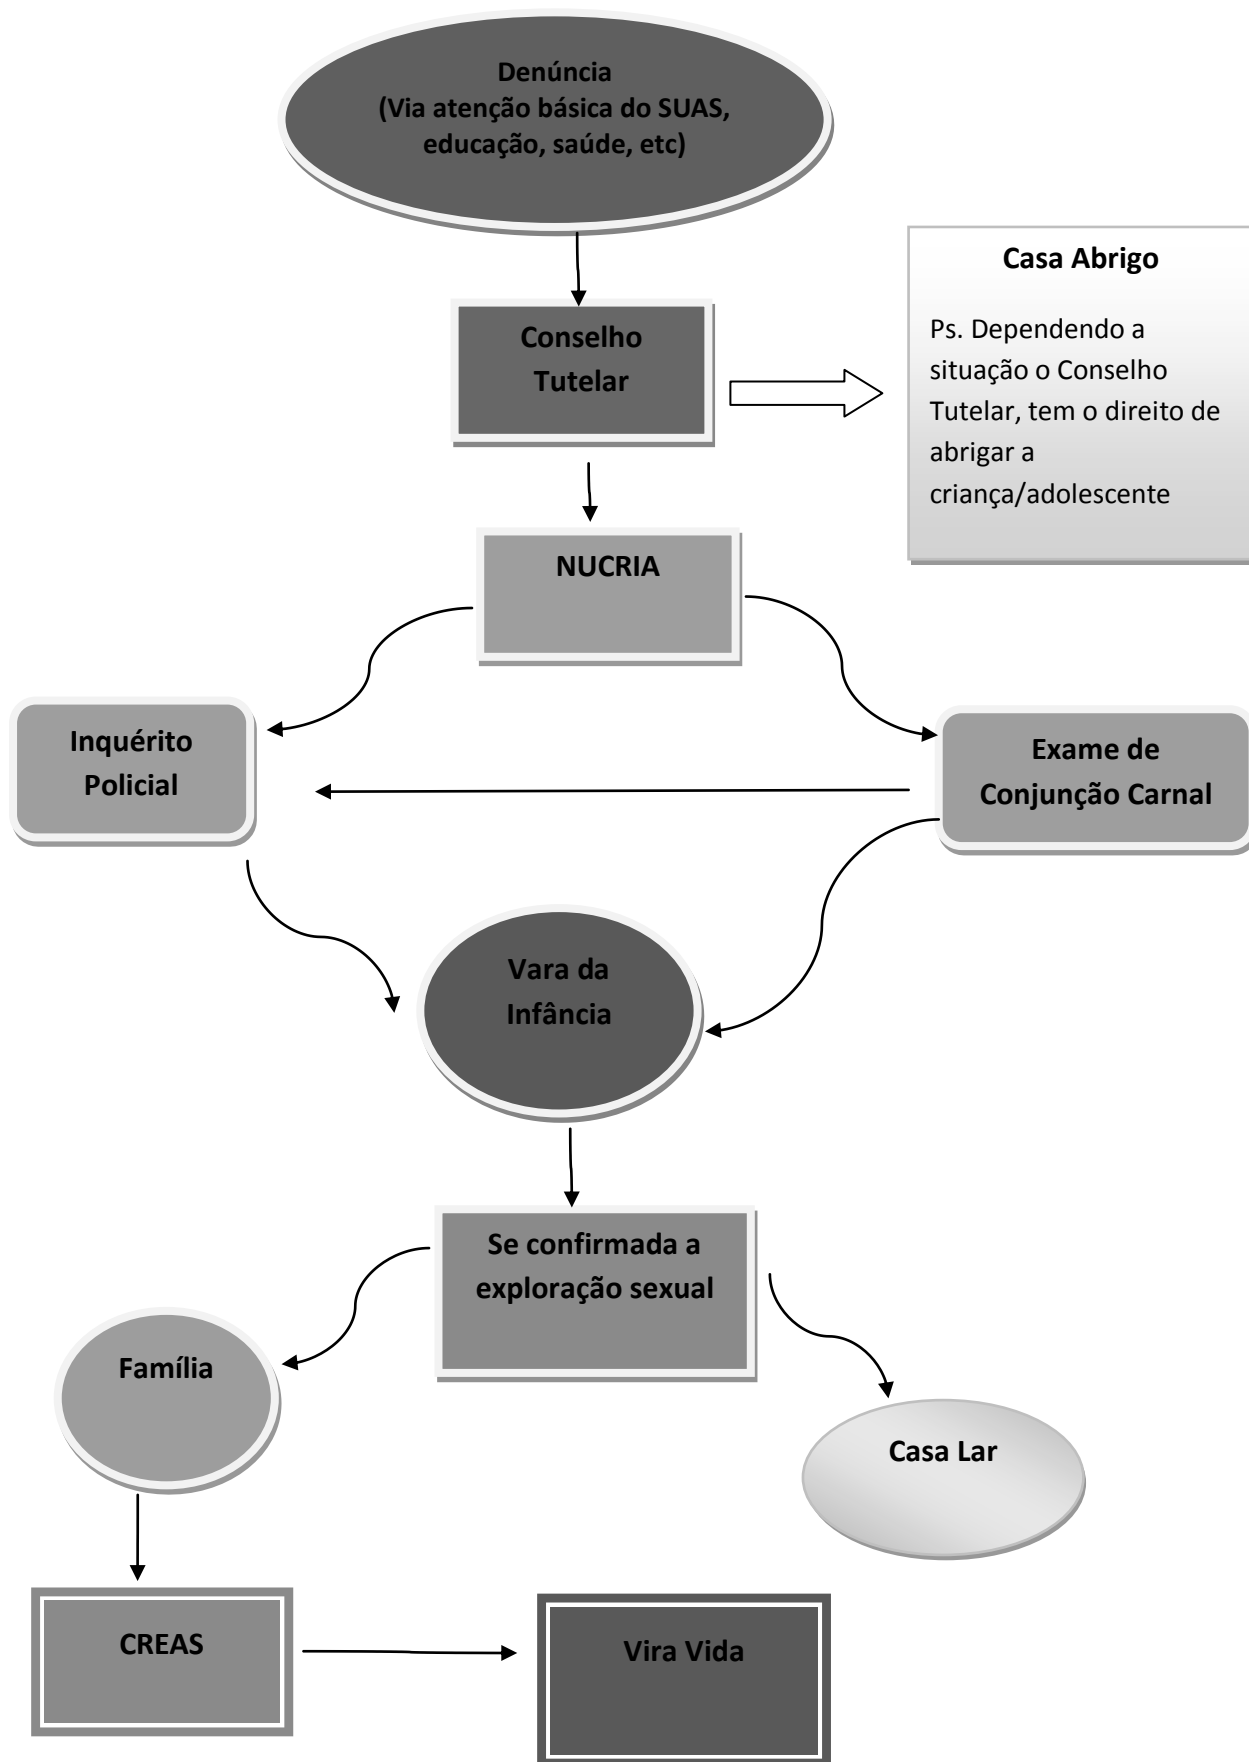 Denúncia
(Via atenção básica do SUAS,
educação, saúde, etc)
Casa Abrigo
Ps. Dependendo a
situação o Conselho
Tutelar, tem o direito de
abrigar a
criança/adolescente
Conselho
Tutelar
NUCRIA
Inquérito
Policial
Exame de
Conjunção Carnal
Vara da
Infância
Se confirmada a
exploração sexual
Família
Casa Lar
CREAS
Vira Vida